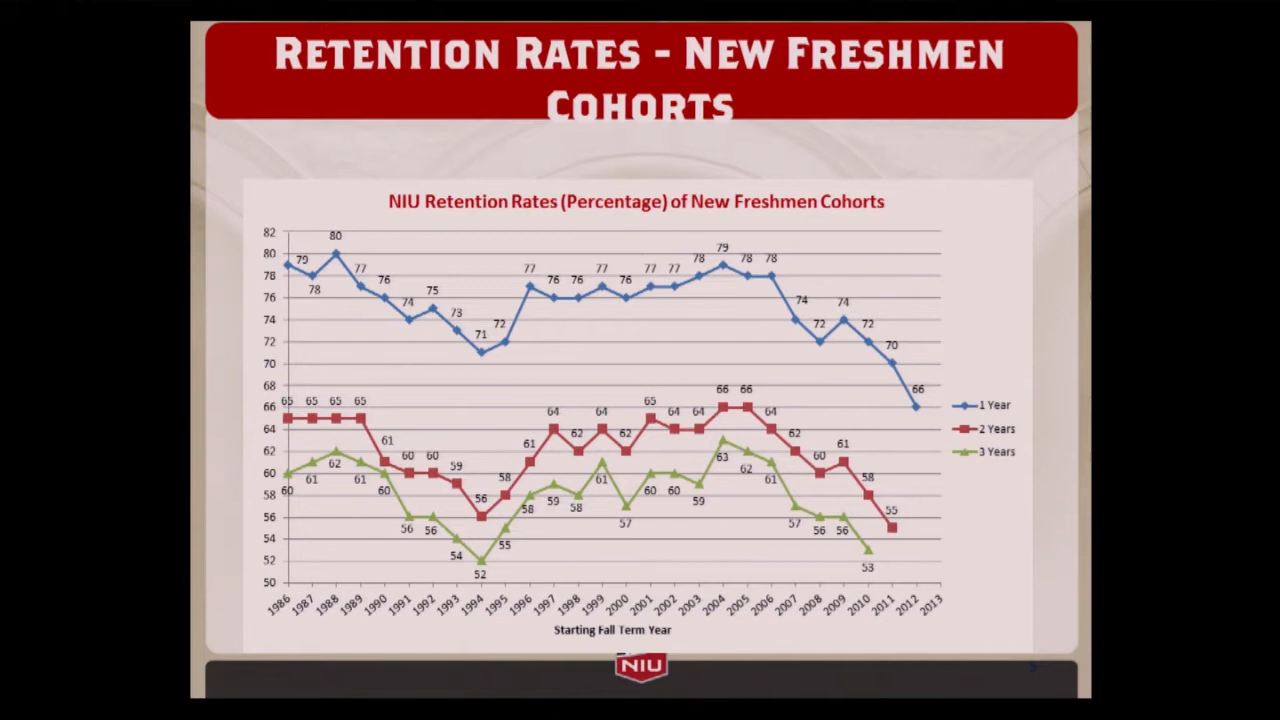 RETENTION RATES - NEW FRESHMEN
COHORTS
NIU Retention Rates (Percentage) of New Freshmen Cohorts
82
80
78
76
74
72
70
68
66
64
62
60
58
56
54
52
50
79 78 80 77 76 74 75 73 71 72 77 76 76 77 76 77 77 78 79 78 78 74 72 74 72 70 66
65 65 65 65 61 60 60 59 56 58 61 64 62 64 62 65 64 64 66 66 64 62 60 61 58 55
60 61 62 61 60 56 56 54 52 55 58 59 58 61 57 60 60 59 63 62 61 57 56 56 53
1 Year
2 Years
3 Years
1986 1987 1988 1989 1990 1991 1992 1993 1994 1995 1996 1997 1998 1999 2000 2001 2002 2003 2004 2005 2006 2007 2008 2009 2010 2011 2012 2013
Starting Fall Term Year
NIU